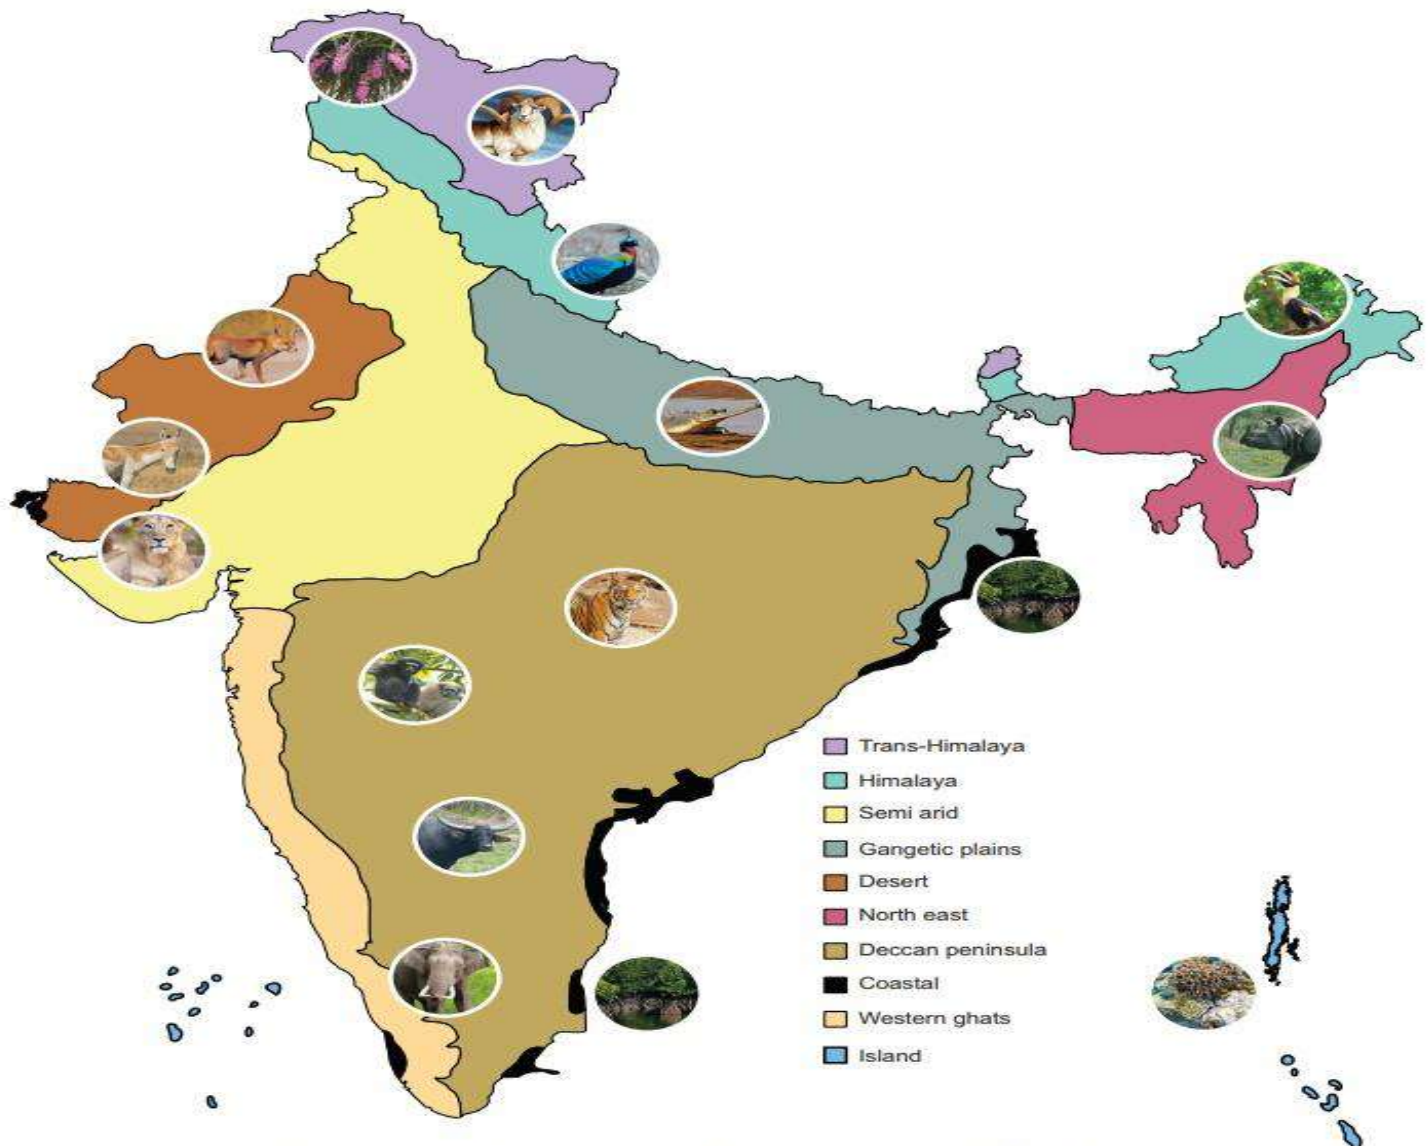 Trans-Himalaya
Himalaya
Semi arid
Gangetic plains
Desert
North east
Deccan peninsula
Coastal
Western ghats
Island